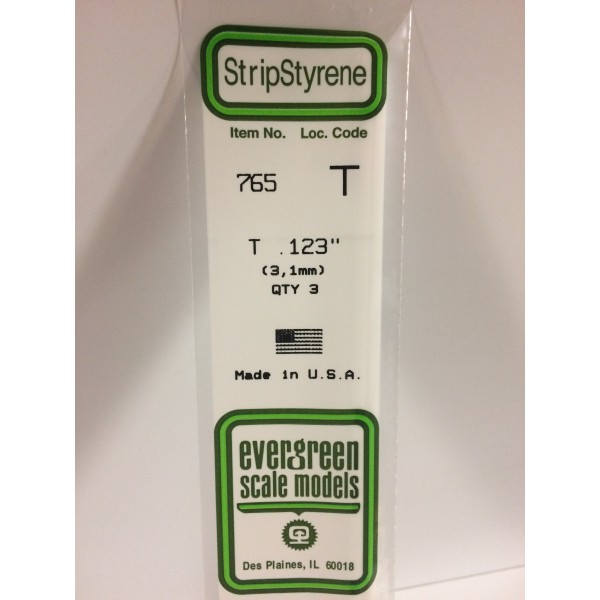 StripStyrene
Item No. Loc. Code
765 T
T .123"
(3,1mm)
QTY 3
Made in U.S.A.
evergreen
scale models
Des Plaines, IL 60018